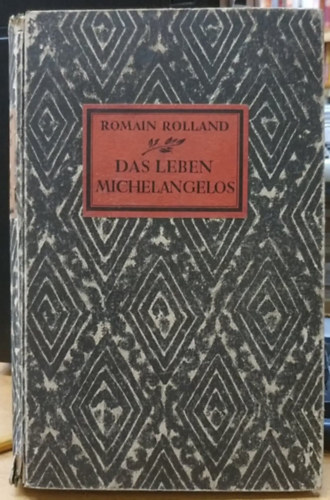 ROMAIN ROLLAND
DAS LEBEN
MICHELANGELOS